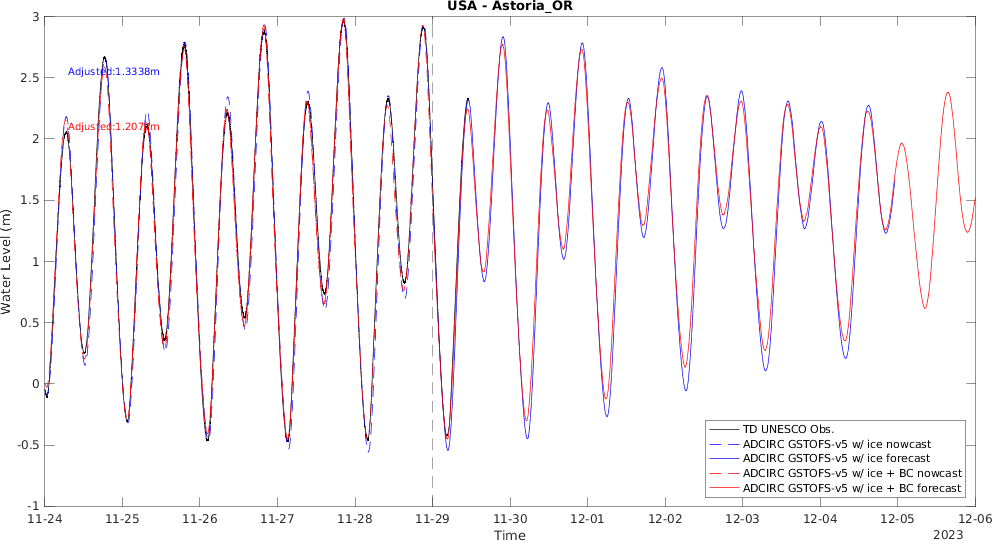 USA - Astoria_OR
3
2.5
2
1.5
1
0.5
0
-0.5
-1
Water Level (m)
Adjusted:1.3338m
TD UNESCO Obs.
ADCIRC GSTOFS-v5 w/ ice nowcast
ADCIRC GSTOFS-v5 w/ ice forecast
ADCIRC GSTOFS-v5 w/ ice + BC nowcast
ADCIRC GSTOFS-v5 w/ ice + BC forecast
11-24 11-25 11-26 11-27 11-28 11-29 11-30 12-01 12-02 12-03 12-04 12-05 12-06
Time
2023